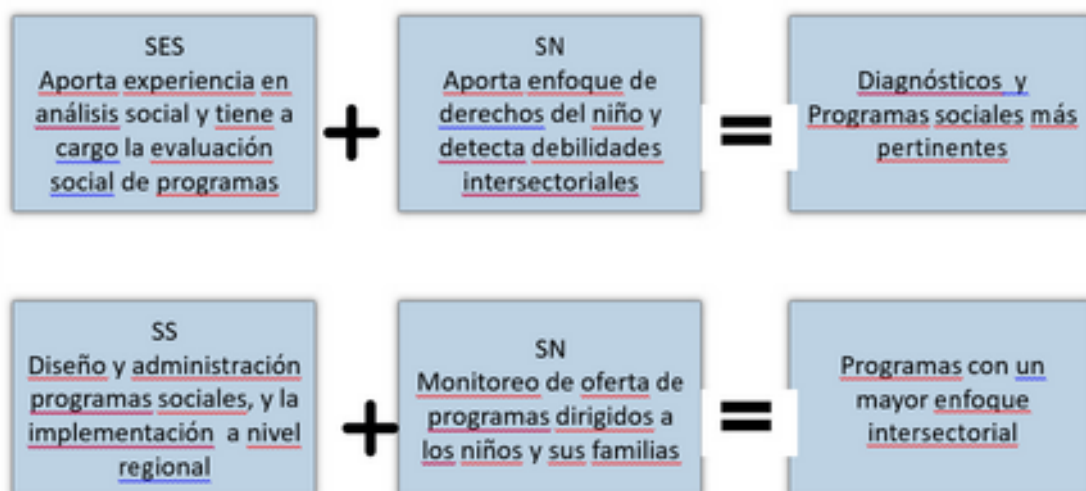 SES
Aporta experiencia en
análisis social y tiene a
cargo la evaluación
social de programas
+
SN
Aporta enfoque de
derechos del niño y
detecta debilidades
intersectoriales
=
Diagnósticos y
Programas sociales más
pertinentes
SS
Diseño y administración
programas sociales, y la
implementación a nivel
regional
+
SN
Monitoreo de oferta de
programas dirigidos a
los niños y sus familias
=
Programas con un
mayor enfoque
intersectorial